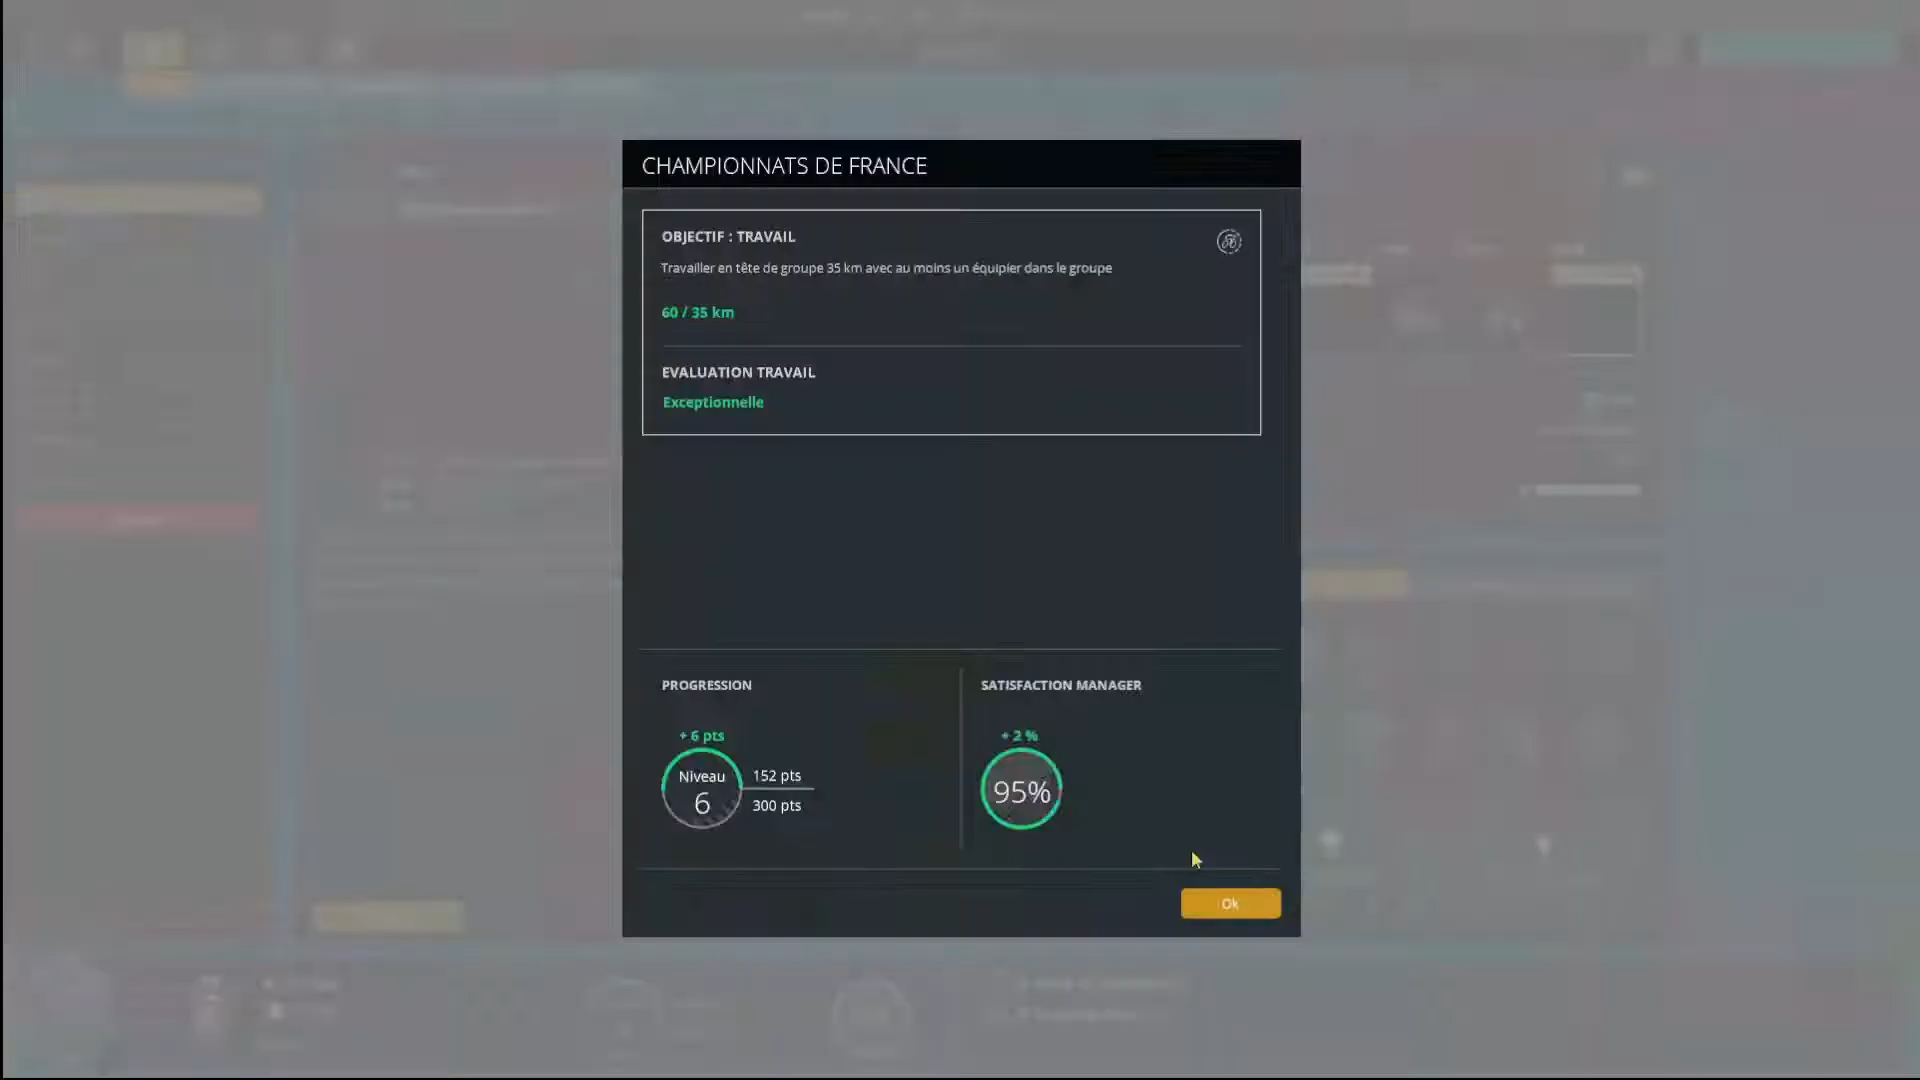 CHAMPIONNATS DE FRANCE
OBJECTIF : TRAVAIL
Travailler en tête de groupe 35 km avec au moins un équipier dans le groupe
60 / 35 km
EVALUATION TRAVAIL
Exceptionnelle
PROGRESSION
+ 6 pts
Niveau
6
152 pts
300 pts
SATISFACTION MANAGER
+ 2 %
95%
Ok